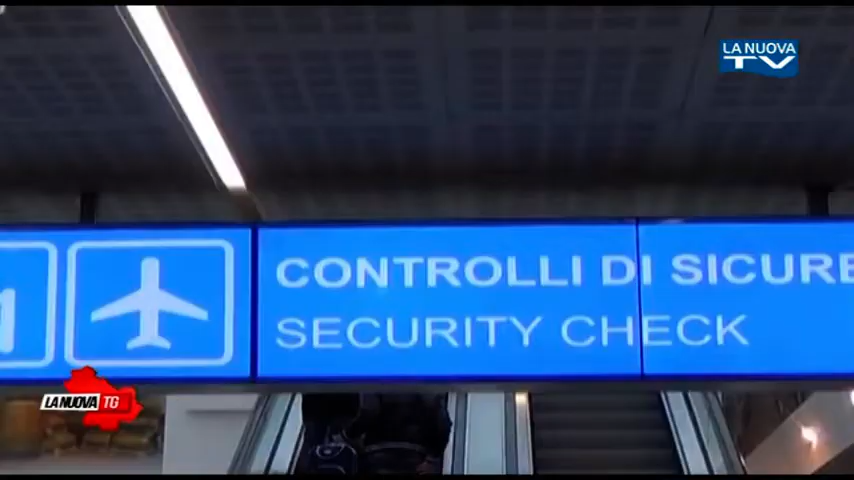 LA NUOVA
TV
CONTROLLI DI SICURE
SECURITY CHECK
LA NUOVA TG